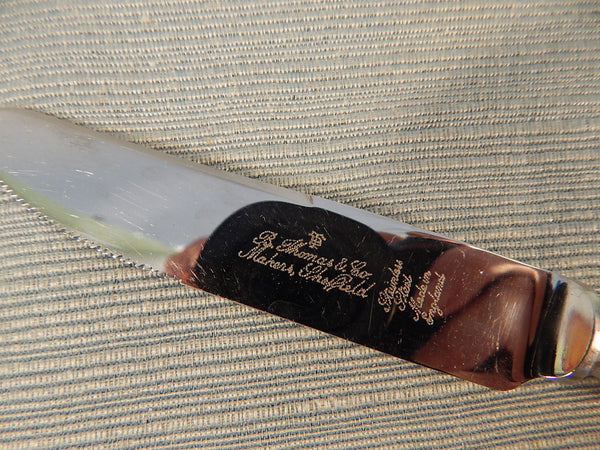 Thomas & Co.
Makers, Sheffield
Stainless
Steel
Made in
England